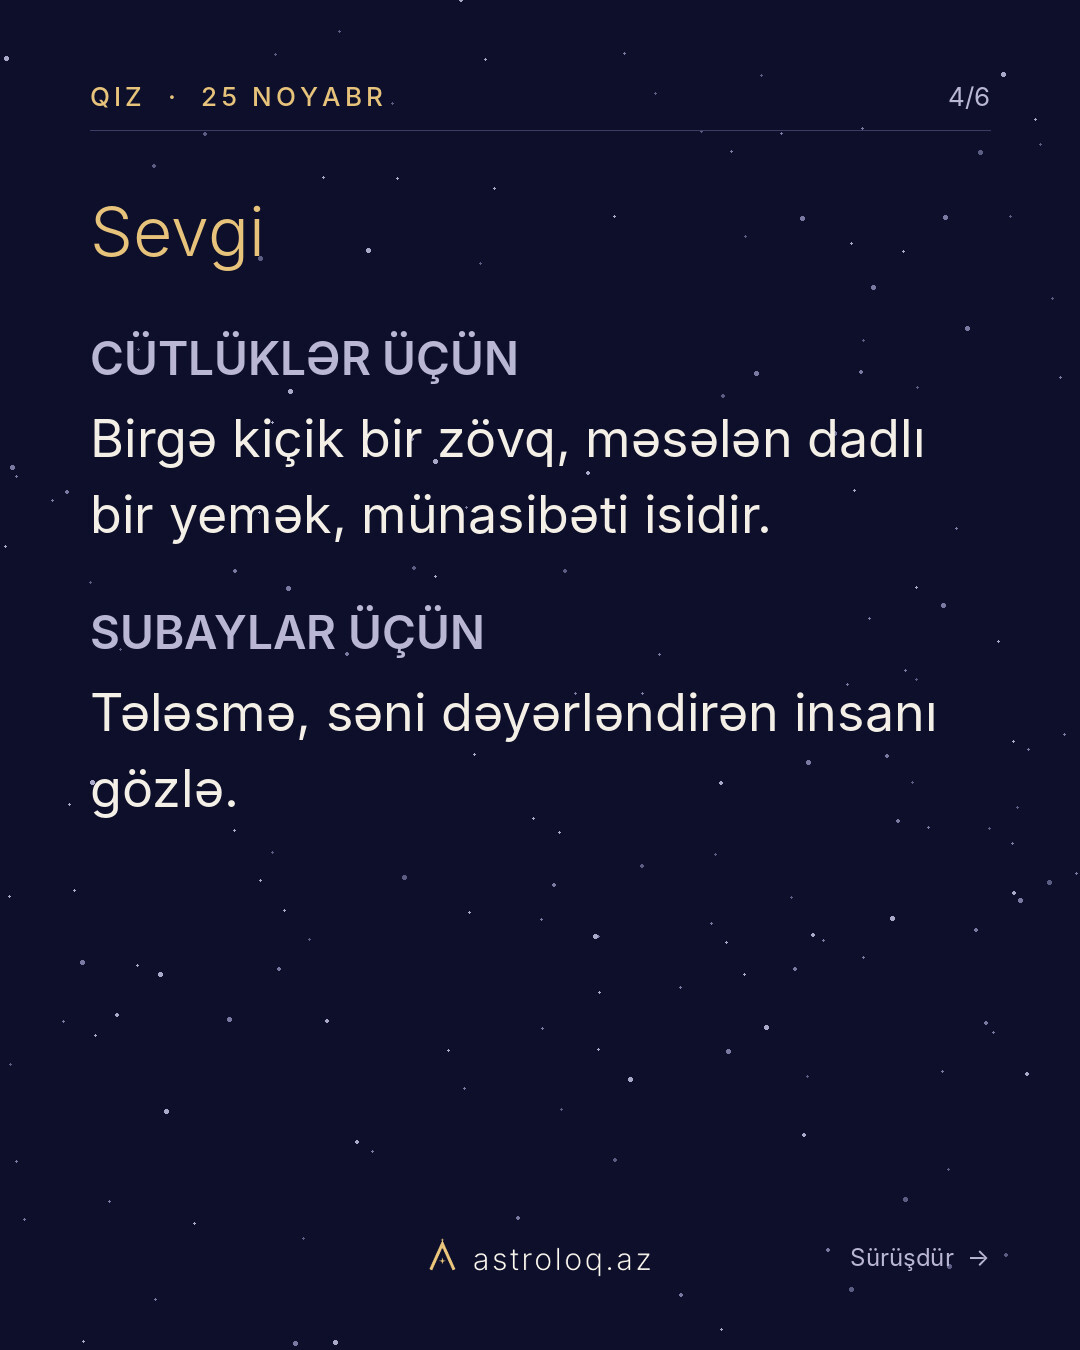 QIZ · 25 NOYABR
4/6
Sevgi
CÜTLÜKLƏR ÜÇÜN
Birgə kiçik bir zövq, məsələn dadlı
bir yemək, münasibəti isidir.
SUBAYLAR ÜÇÜN
Tələsmə, səni dəyərləndirən insanı
gözlə.
astroloq.az
Sürüşdür →